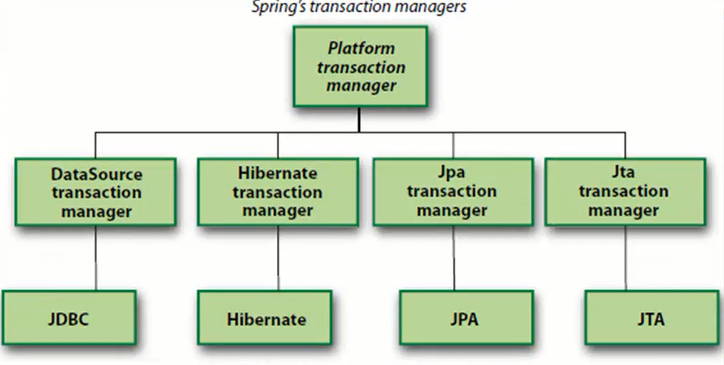 Spring's transaction managers
Platform
transaction
manager
DataSource
transaction
manager
Hibernate
transaction
manager
Jpa
transaction
manager
Jta
transaction
manager
JDBC
Hibernate
JPA
JTA